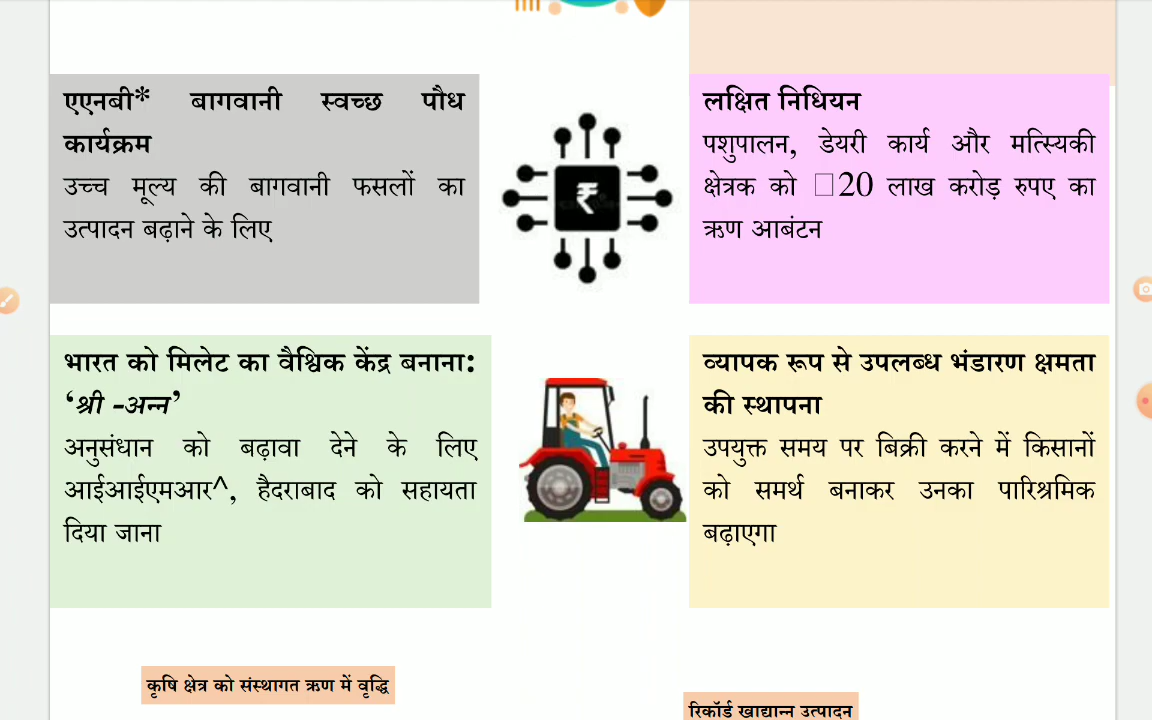 एएनबी* बागवानी स्वच्छ पौध
कार्यक्रम
उच्च मूल्य की बागवानी फसलों का
उत्पादन बढ़ाने के लिए
₹
लक्षित निधियन
पशुपालन, डेयरी कार्य और मत्स्यिकी
क्षेत्रक को □20 लाख करोड़ रुपए का
ऋण आबंटन
भारत को मिलेट का वैश्विक केंद्र बनाना:
‘श्री -अन्न’
अनुसंधान को बढ़ावा देने के लिए
आईआईएमआर^, हैदराबाद को सहायता
दिया जाना
व्यापक रूप से उपलब्ध भंडारण क्षमता
की स्थापना
उपयुक्त समय पर बिक्री करने में किसानों
को समर्थ बनाकर उनका पारिश्रमिक
बढ़ाएगा
कृषि क्षेत्र को संस्थागत ऋण में वृद्धि
रिकॉर्ड खाद्यान्न उत्पादन